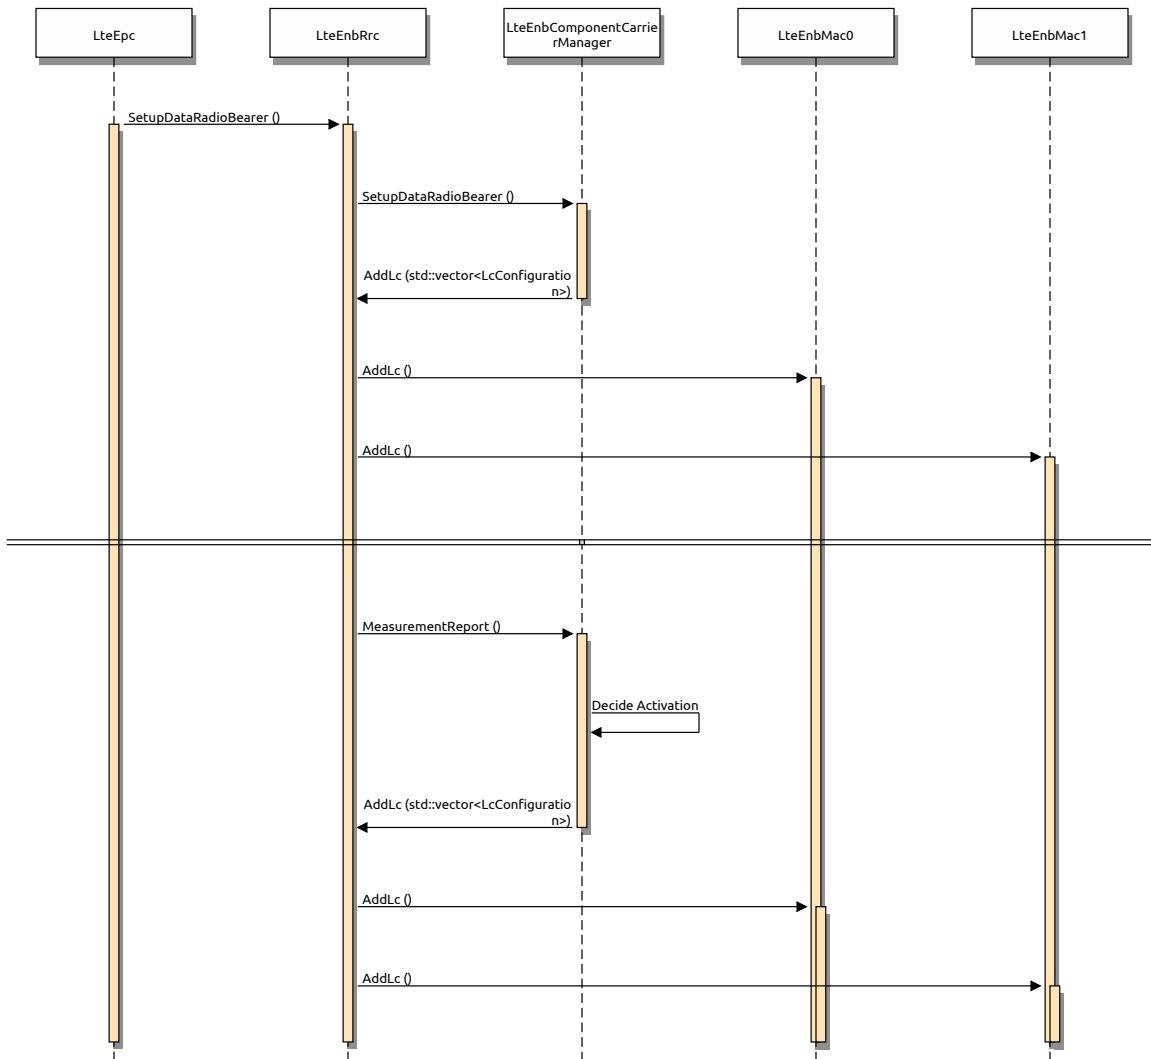 LteEpc
LteEnbRrc
LteEnbComponentCarrie
rManager
LteEnbMac0
LteEnbMac1
SetupDataRadioBearer ()
SetupDataRadioBearer ()
AddLc (std::vector<LcConfiguratio
n>)
AddLc ()
AddLc ()
MeasurementReport ()
Decide Activation
AddLc (std::vector<LcConfiguratio
n>)
AddLc ()
AddLc ()